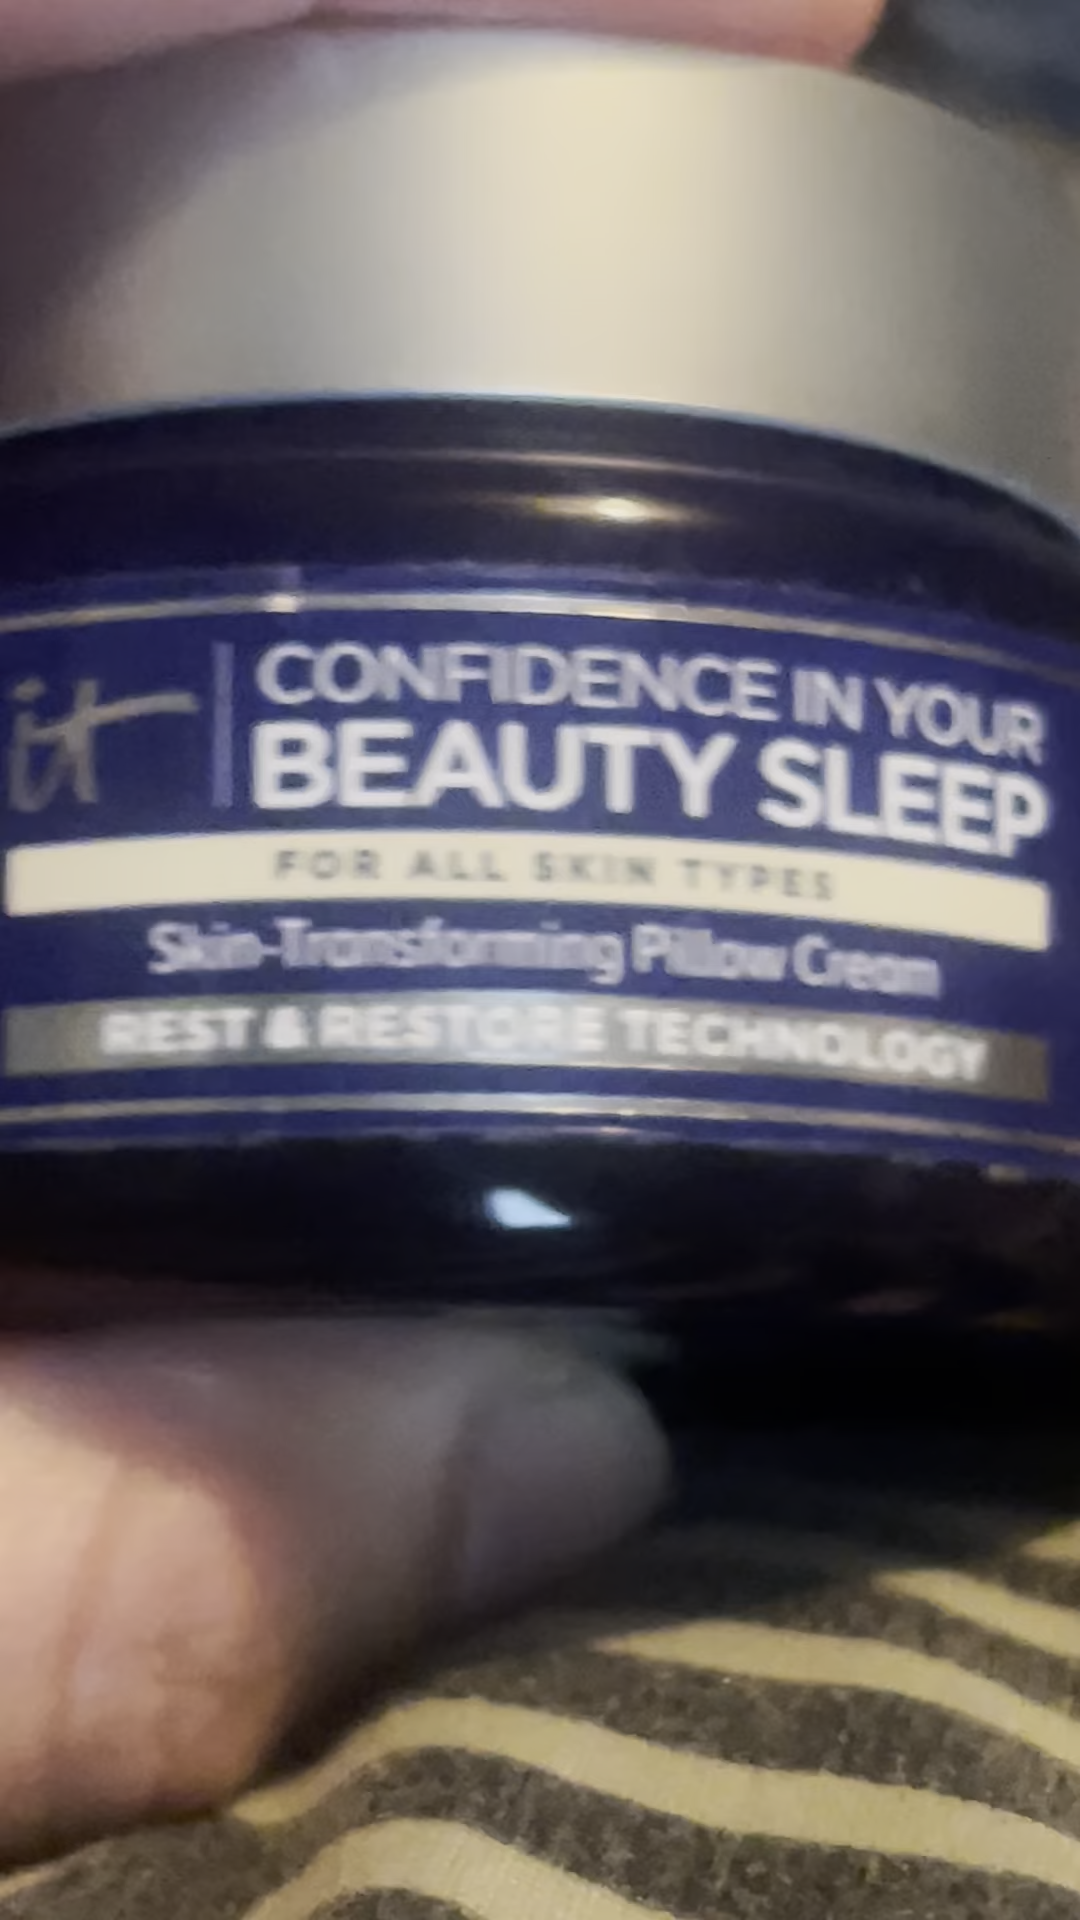 it
CONFIDENCE IN YOUR
BEAUTY SLEEP
FOR ALL SKIN TYPES
Skin-Transforming Pillow Cream
REST & RESTORE TECHNOLOGY